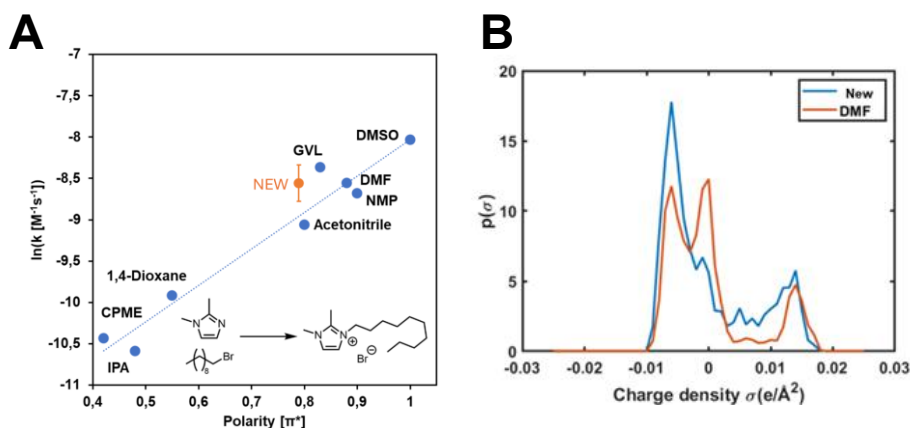 A
B
-7
-7,5
-8
-8,5
-9
-9,5
-10
-10,5
-11
ln(k [M⁻¹s⁻¹])
DMSO
GVL
NEW
DMF
NMP
Acetonitrile
1,4-Dioxane
CPME
IPA
N
N
Br
8
N
N
+
Br⊖
0,4 0,5 0,6 0,7 0,8 0,9 1
Polarity [π*]
20
15
10
5
0
p(σ)
New
DMF
-0.03 -0.02 -0.01 0 0.01 0.02 0.03
Charge density σ(e/Å²)